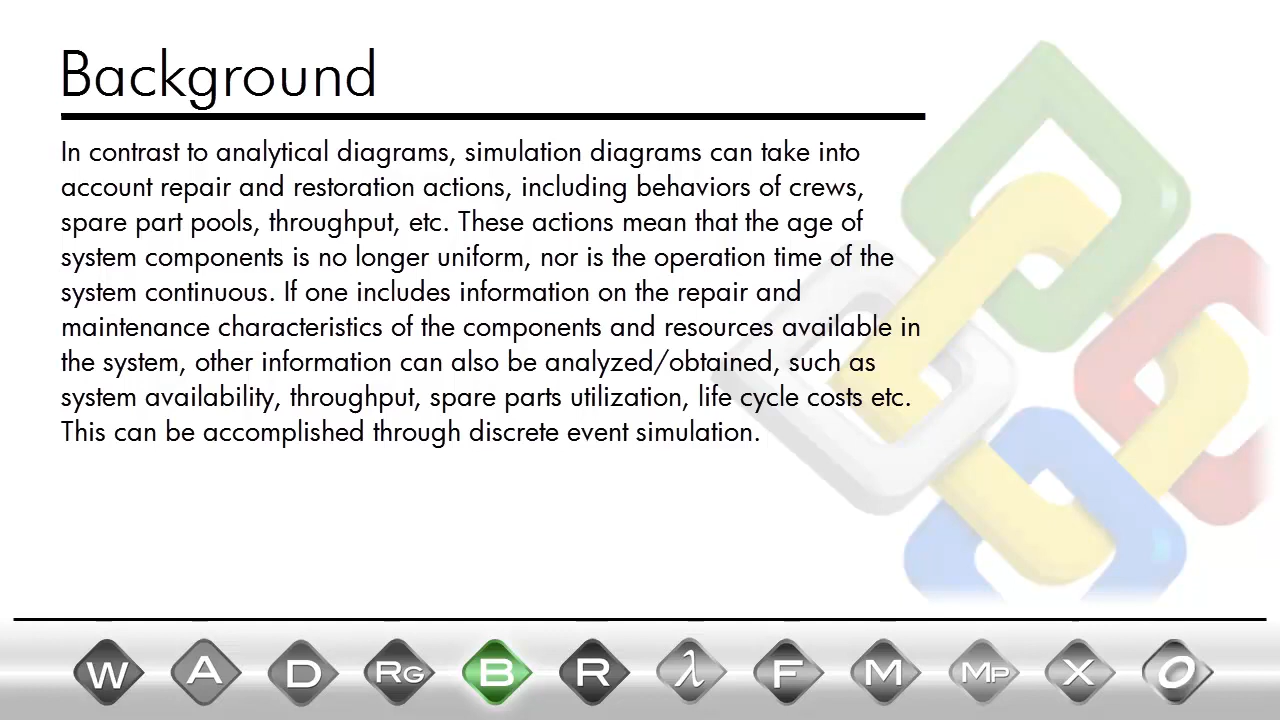 Background
In contrast to analytical diagrams, simulation diagrams can take into
account repair and restoration actions, including behaviors of crews,
spare part pools, throughput, etc. These actions mean that the age of
system components is no longer uniform, nor is the operation time of the
system continuous. If one includes information on the repair and
maintenance characteristics of the components and resources available in
the system, other information can also be analyzed/obtained, such as
system availability, throughput, spare parts utilization, life cycle costs etc.
This can be accomplished through discrete event simulation.
W A D RG B R λ F M MP X O